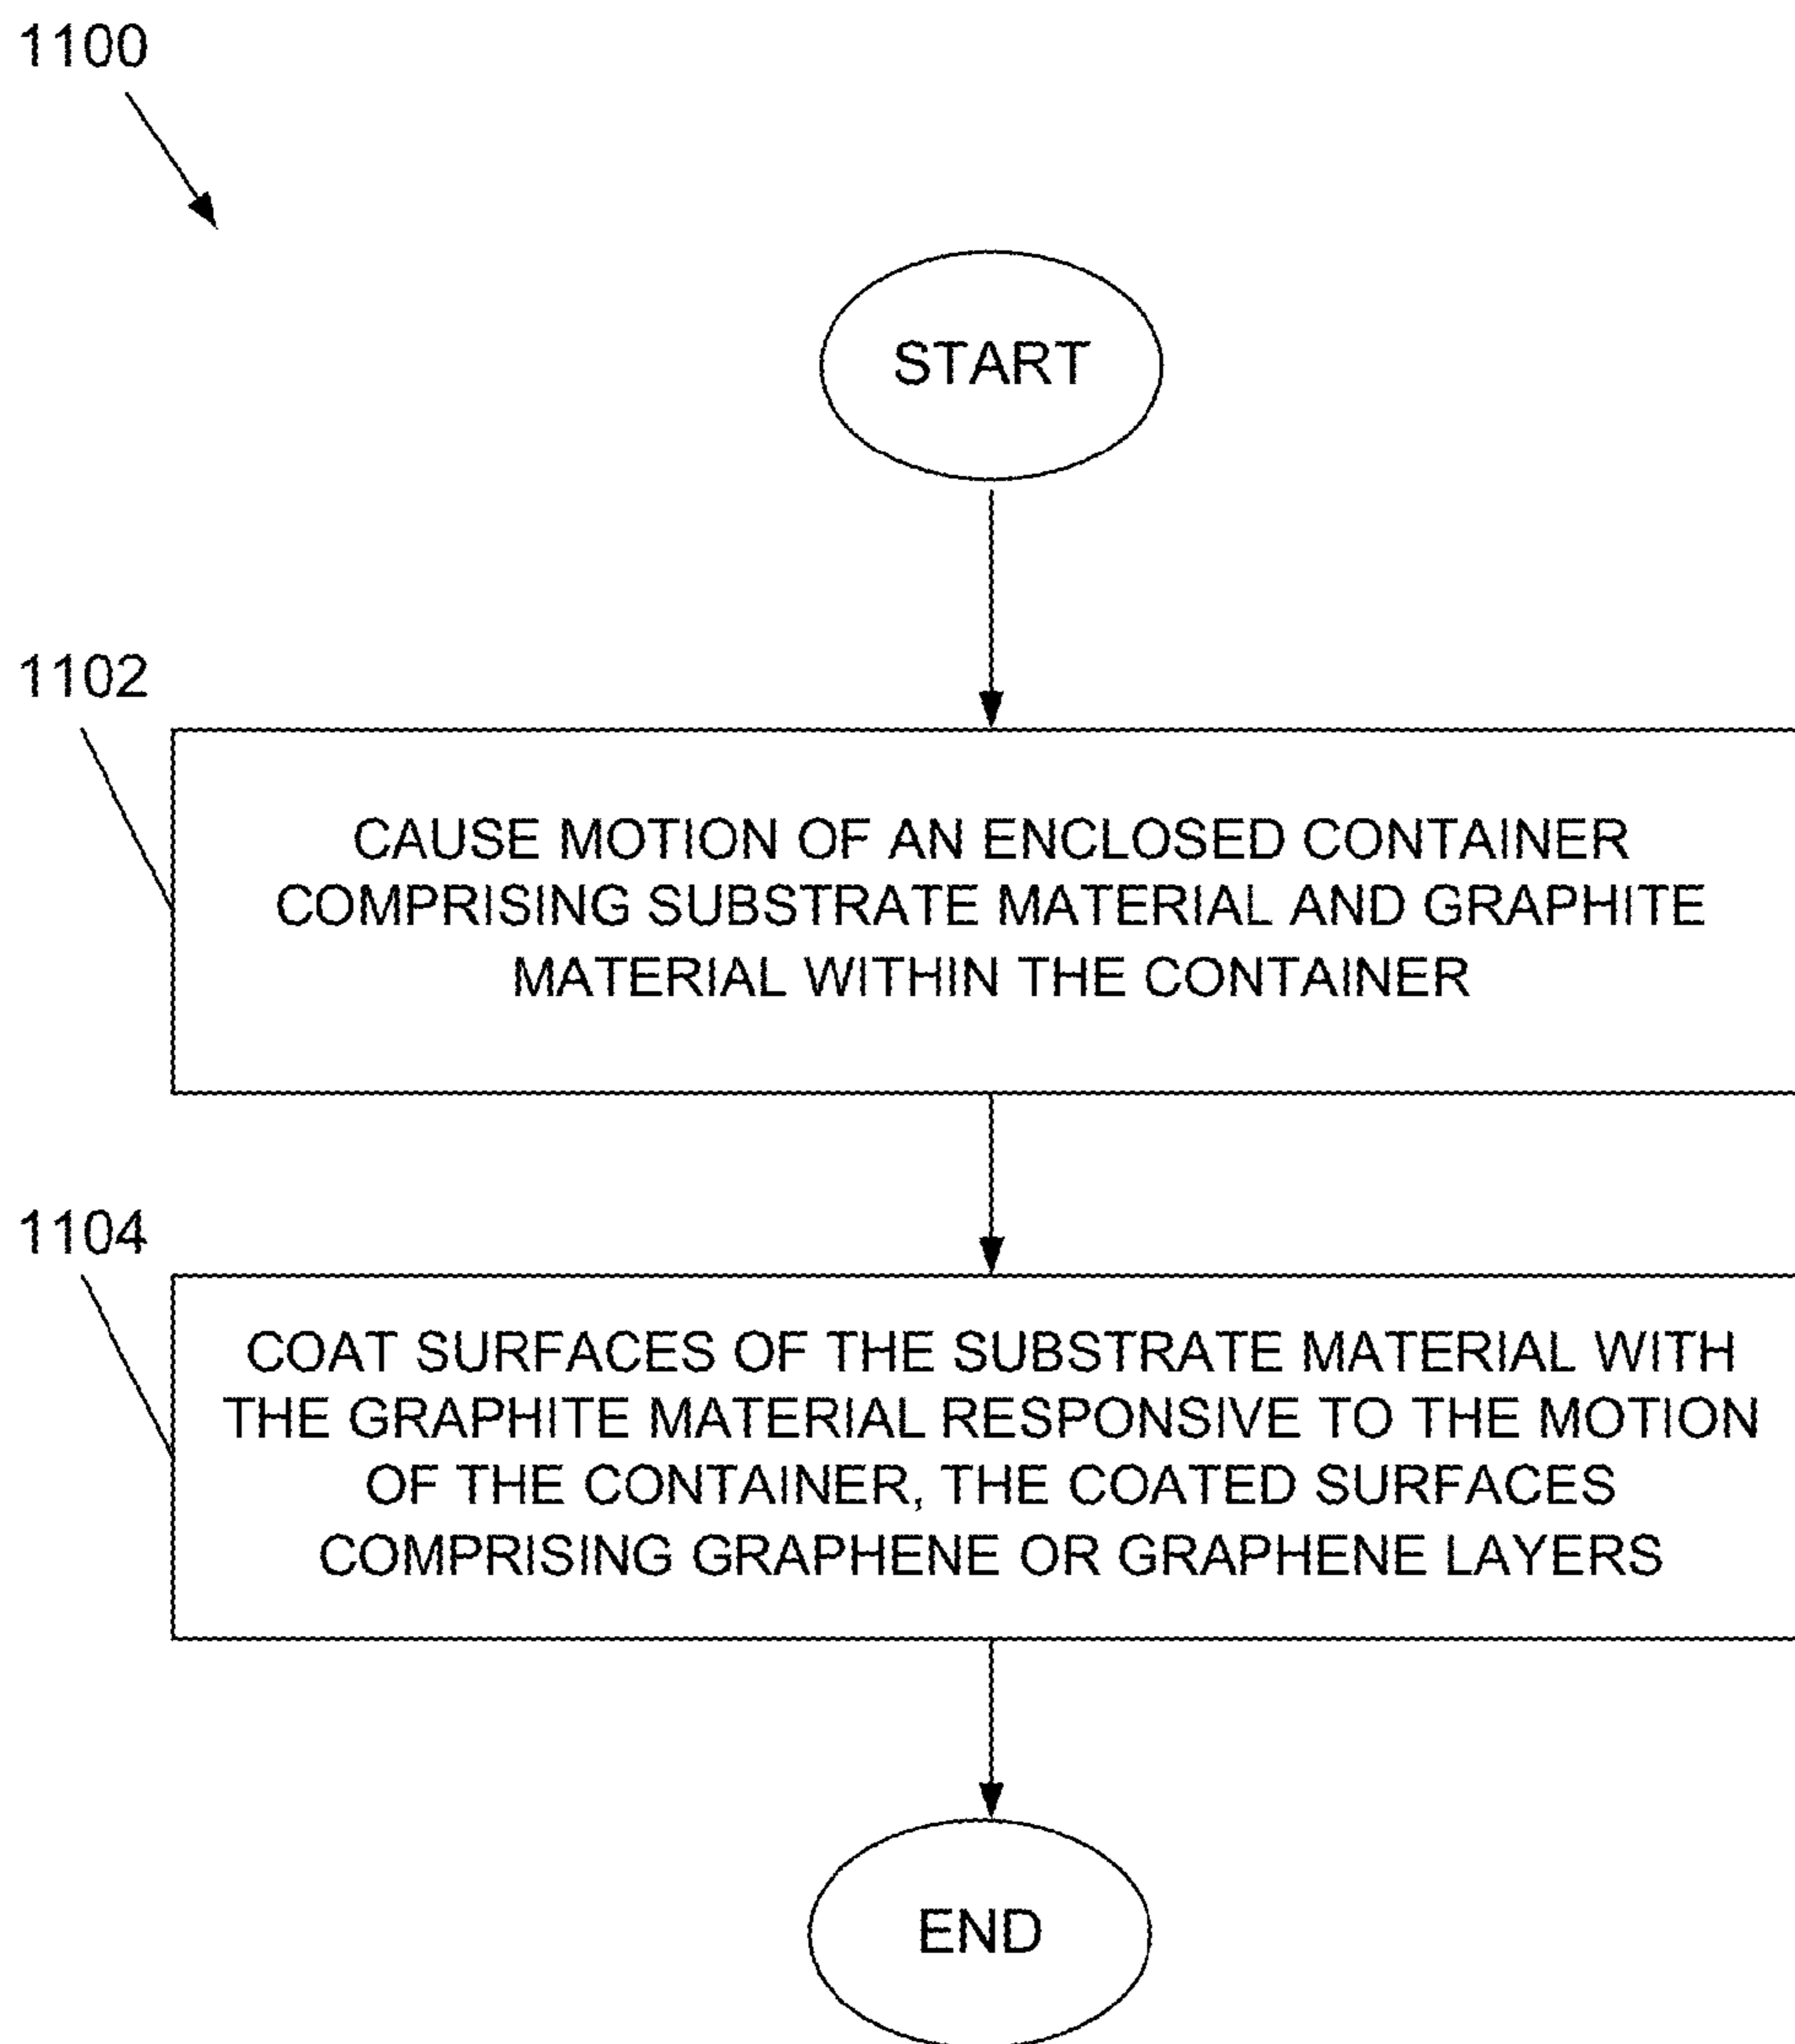 1100
START
1102
CAUSE MOTION OF AN ENCLOSED CONTAINER
COMPRISING SUBSTRATE MATERIAL AND GRAPHITE
MATERIAL WITHIN THE CONTAINER
1104
COAT SURFACES OF THE SUBSTRATE MATERIAL WITH
THE GRAPHITE MATERIAL RESPONSIVE TO THE MOTION
OF THE CONTAINER, THE COATED SURFACES
COMPRISING GRAPHENE OR GRAPHENE LAYERS
END